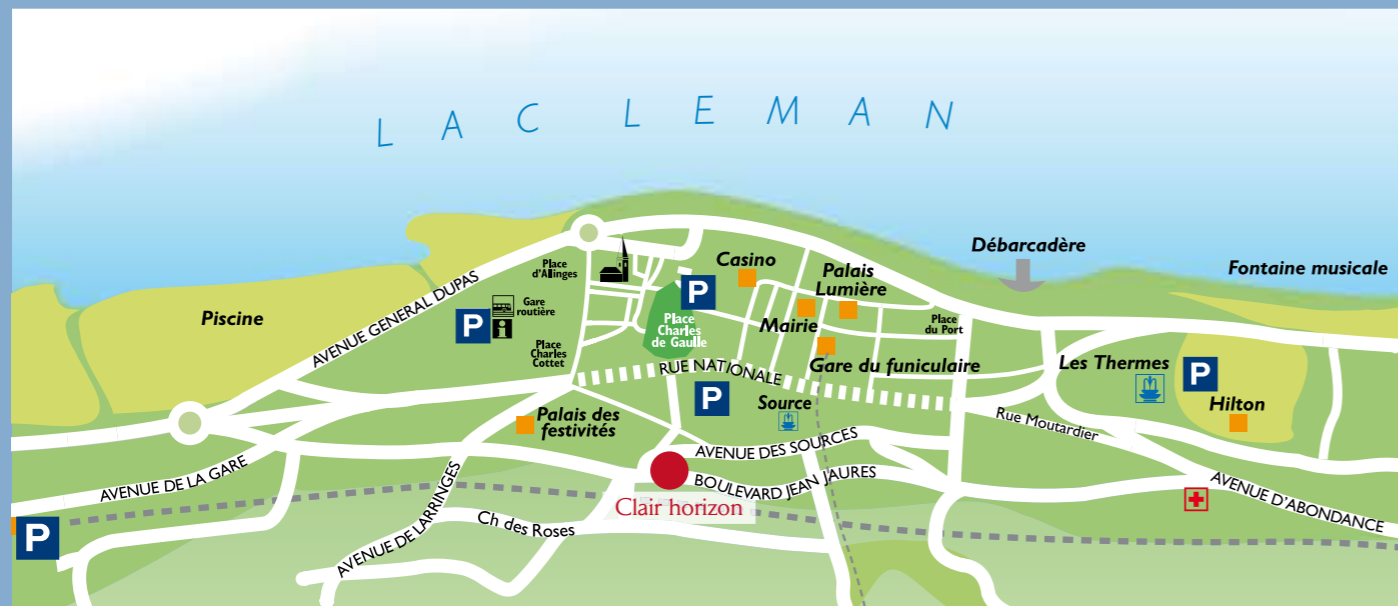 LAC LEMAN
Débarcadère
Fontaine musicale
Casino
Palais
Lumière
Place
d'Allinges
P
Gare
routière
P
i
Piscine
AVENUE GENERAL DUPAS
Place
Charles
de Gaulle
Mairie
Place
du Port
Place
Charles
Cottet
RUE NATIONALE
Gare du funiculaire
Les Thermes
P
P
Source
Hilton
Palais des
festivités
Rue Moutardier
AVENUE DES SOURCES
AVENUE DE LA GARE
BOULEVARD JEAN JAURES
Clair horizon
AVENUE D'ABONDANCE
AVENUE DE LARRINGES
Ch des Roses
P